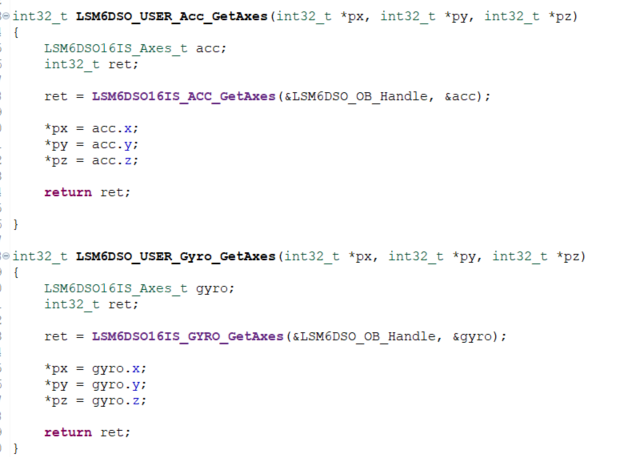 int32_t LSM6DSO_USER_Acc_GetAxes(int32_t *px, int32_t *py, int32_t *pz)
{
    LSM6DSO16IS_Axes_t acc;
    int32_t ret;

    ret = LSM6DSO16IS_ACC_GetAxes(&LSM6DSO_OB_Handle, &acc);

    *px = acc.x;
    *py = acc.y;
    *pz = acc.z;

    return ret;

}

int32_t LSM6DSO_USER_Gyro_GetAxes(int32_t *px, int32_t *py, int32_t *pz)
{
    LSM6DSO16IS_Axes_t gyro;
    int32_t ret;

    ret = LSM6DSO16IS_GYRO_GetAxes(&LSM6DSO_OB_Handle, &gyro);

    *px = gyro.x;
    *py = gyro.y;
    *pz = gyro.z;

    return ret;
}